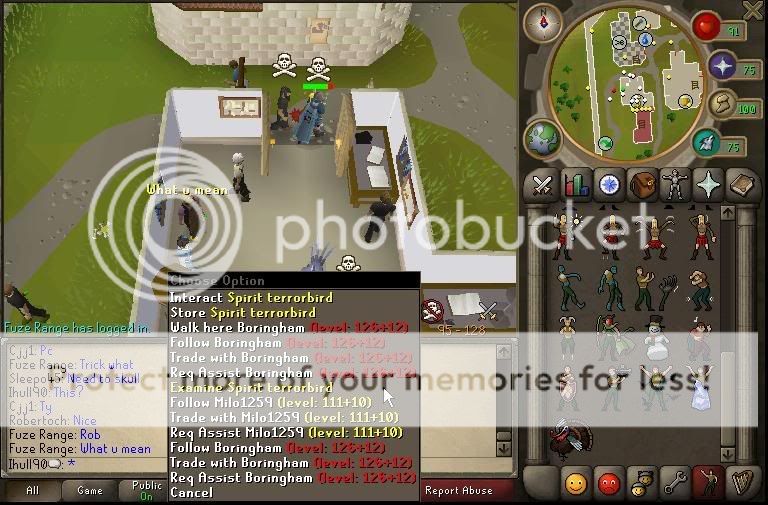 N
91
75
100
75
What u mean
photobucket
Choose Option
Interact Spirit terrorbird
Store Spirit terrorbird
Walk here Boringham (level: 126+12)
Follow Boringham (level: 126+12)
Trade with Boringham (level: 126+12)
Req Assist Boringham (level: 126+12)
Examine Spirit terrorbird
Follow Milo1259 (level: 111+10)
Trade with Milo1259 (level: 111+10)
Req Assist Milo1259 (level: 111+10)
Follow Boringham (level: 126+12)
Trade with Boringham (level: 126+12)
Req Assist Boringham (level: 126+12)
Cancel
95 - 128
Fuze Range has logged in.
of your memories for less!
Cjj1: Pc
Fuze Range: Trick what
Need to skull
Ihull90: This?
Cjj1: Ty
Robertoch: Nice
Fuze Range: Rob
Fuze Range: What u mean
Ihull90: *
All
Game
Public
On
Report Abuse